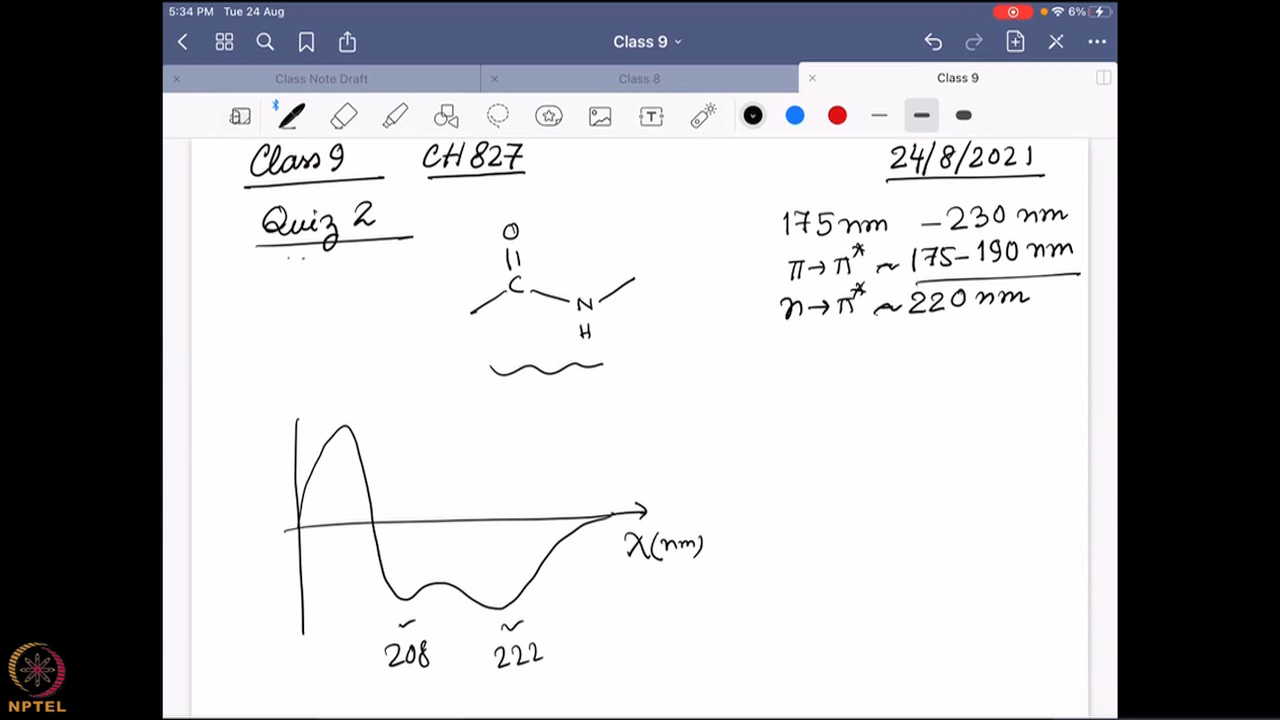 5:34 PM Tue 24 Aug 6%
Class 9
Class Note Draft Class 8 Class 9
T
Class 9 CH 827 24/8/2021
Quiz 2
175 nm – 230 nm
π→π* ~ 175–190 nm
n→π* ~ 220 nm
O
C
N
H
λ(nm)
208 222
NPTEL